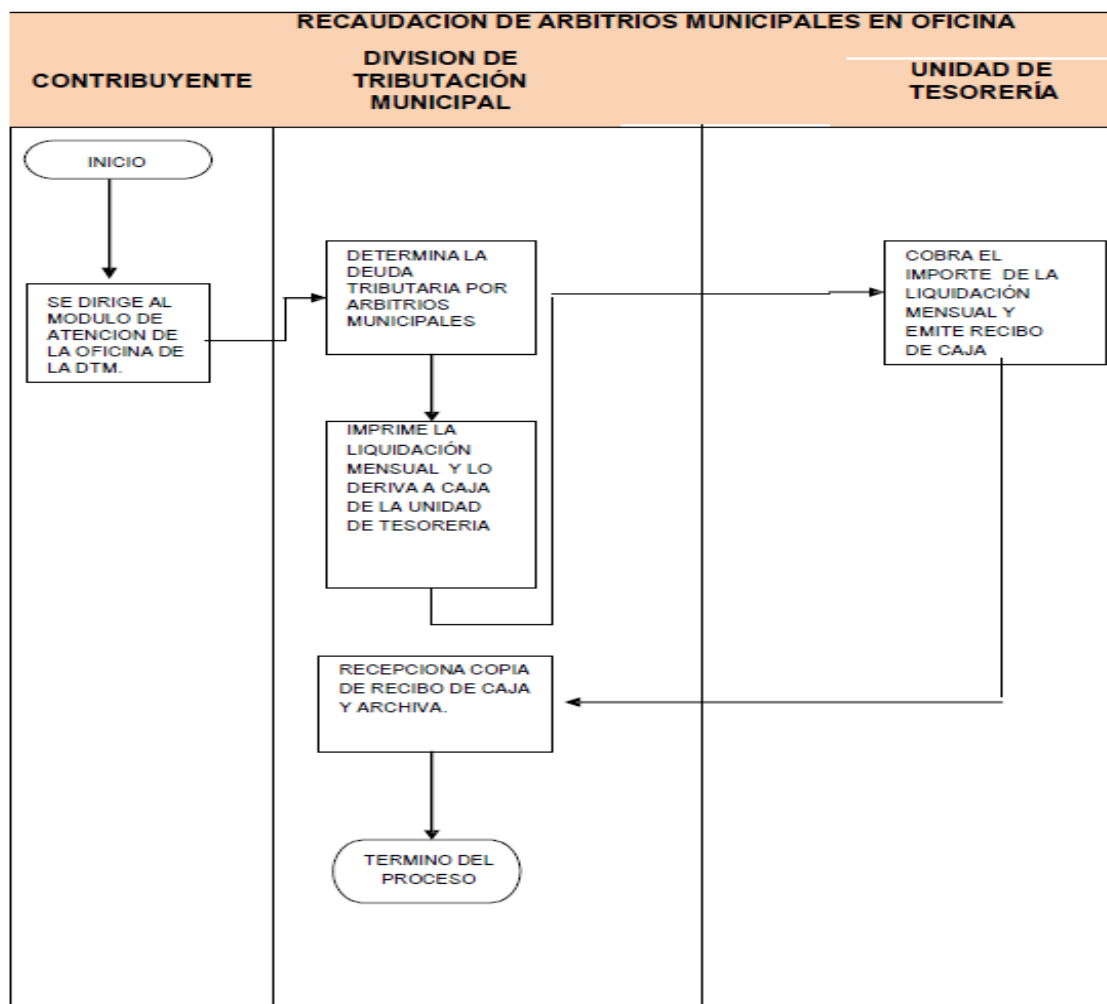 RECAUDACION DE ARBITRIOS MUNICIPALES EN OFICINA
CONTRIBUYENTE
DIVISION DE
TRIBUTACIÓN
MUNICIPAL
UNIDAD DE
TESORERÍA
INICIO
SE DIRIGE AL
MODULO DE
ATENCION DE
LA OFICINA DE
LA DTM.
DETERMINA LA
DEUDA
TRIBUTARIA POR
ARBITRIOS
MUNICIPALES
IMPRIME LA
LIQUIDACIÓN
MENSUAL Y LO
DERIVA A CAJA
DE LA UNIDAD
DE TESORERIA
COBRA EL
IMPORTE DE LA
LIQUIDACIÓN
MENSUAL Y
EMITE RECIBO
DE CAJA
RECEPCIONA COPIA
DE RECIBO DE CAJA
Y ARCHIVA.
TERMINO DEL
PROCESO